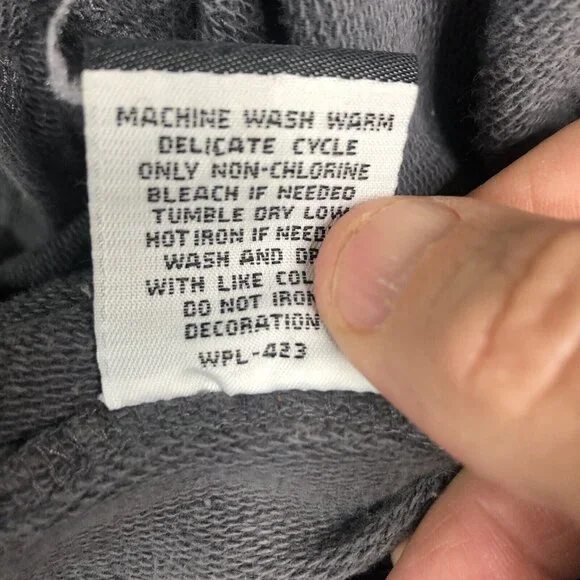 MACHINE WASH WARM
DELICATE CYCLE
ONLY NON-CHLORINE
BLEACH IF NEEDED
TUMBLE DRY LOW
HOT IRON IF
WASH AND
WITH LIKE
DO NOT IRON
DECORATION
WPL-423